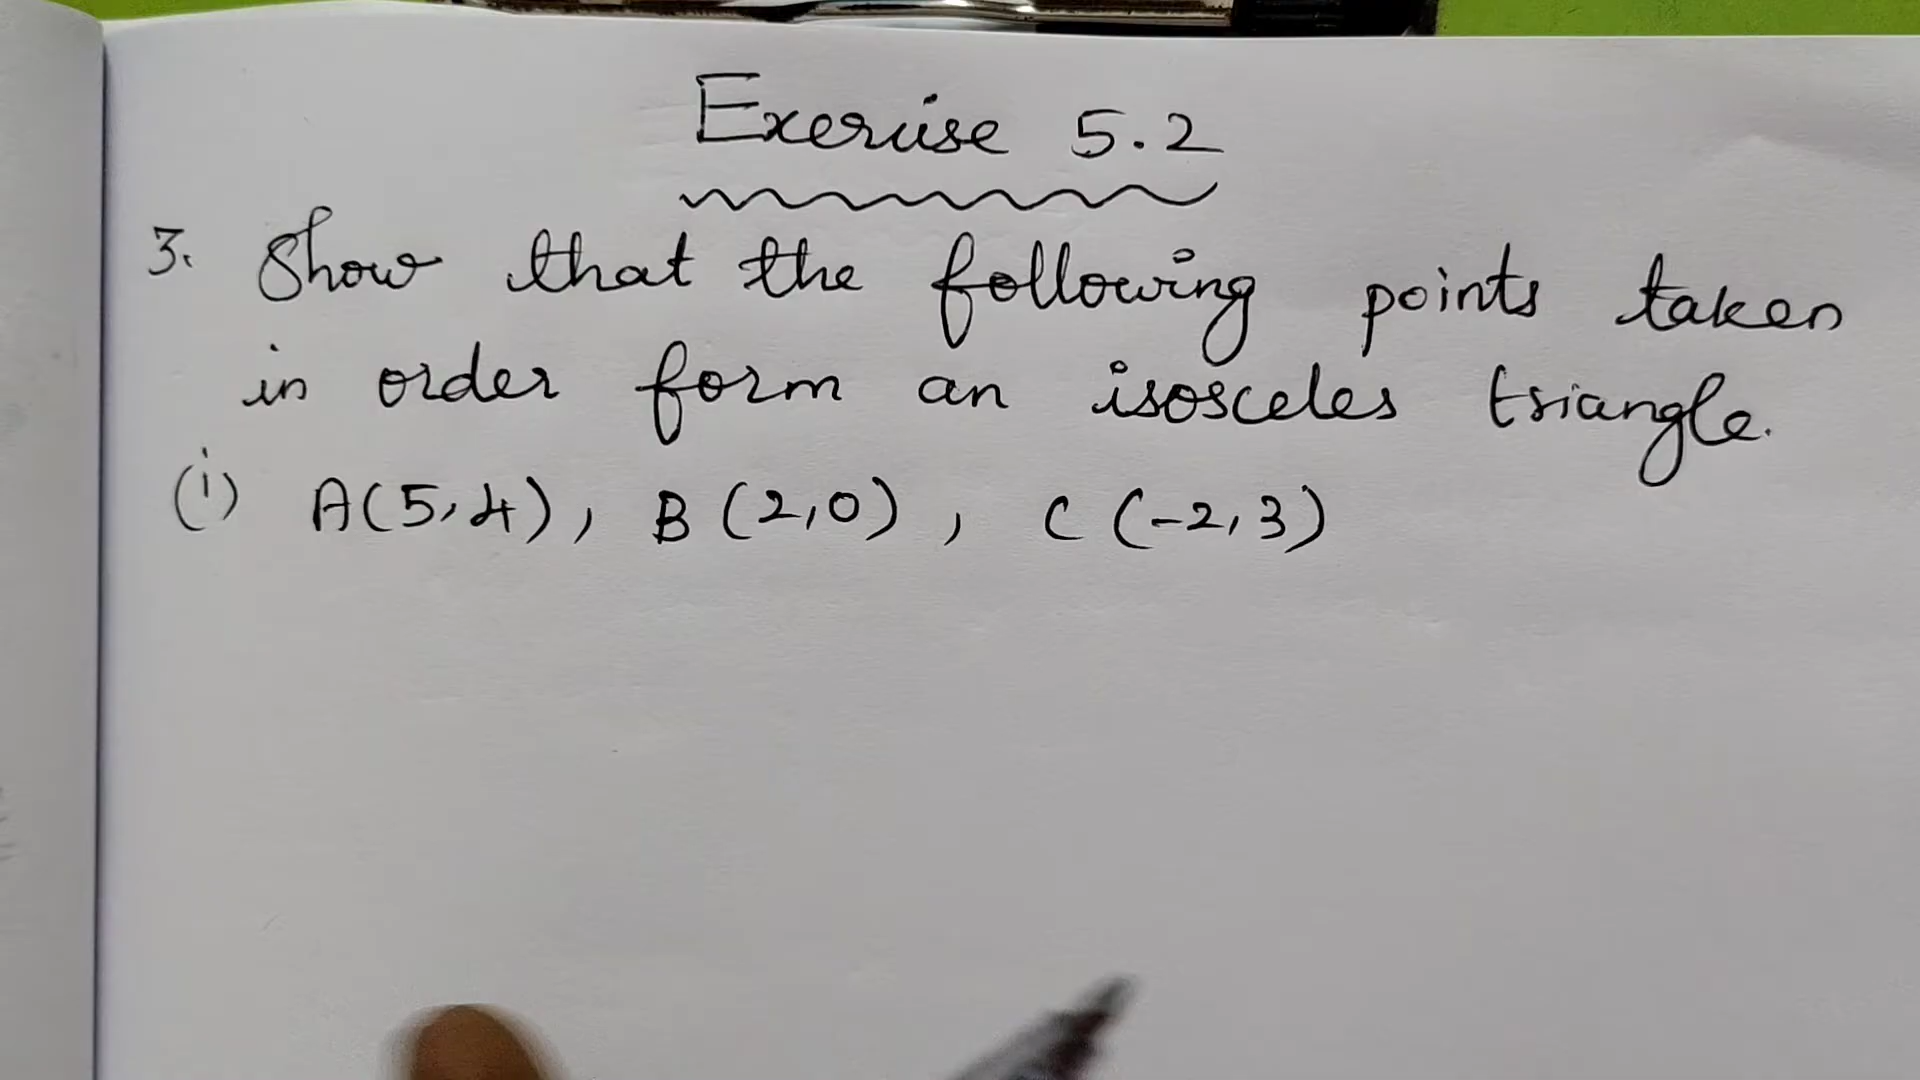 Exercise 5.2
3. Show that the following points taken
in order form an isosceles triangle.
(i) A(5,4), B(2,0), C(-2,3)